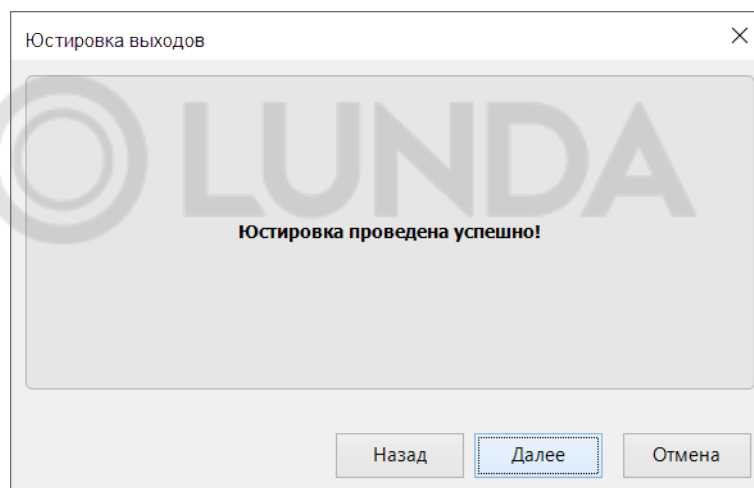 Юстировка выходов
LUNDA
Юстировка проведена успешно!
Назад
Далее
Отмена